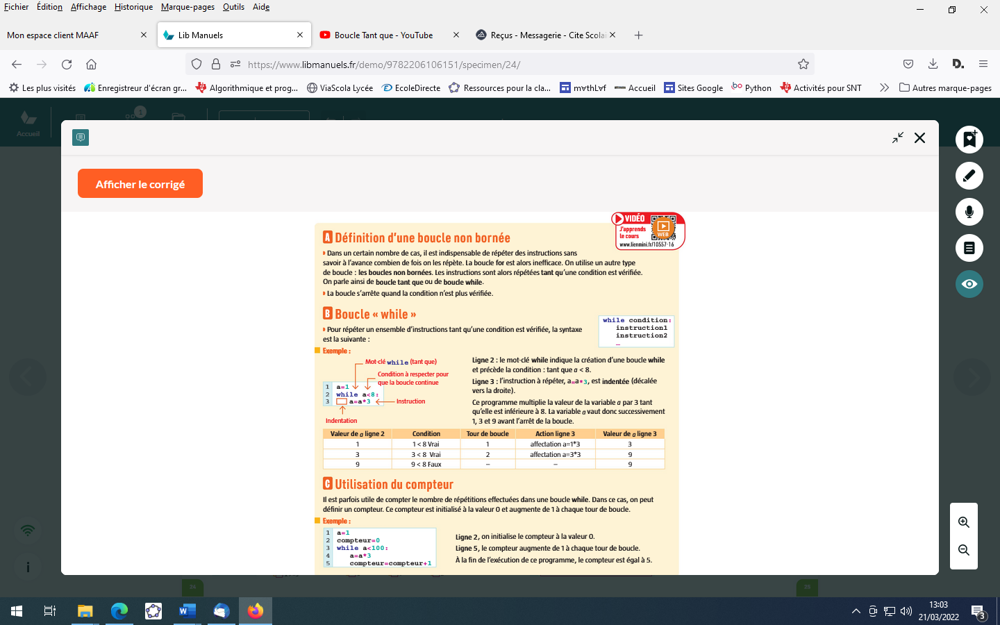 Fichier Édition Affichage Historique Marque-pages Outils Aide
Mon espace client MAAF
Lib Manuels
Boucle Tant que - YouTube
Reçus - Messagerie - Cite Scolai
https://www.libmanuels.fr/demo/9782206106151/specimen/24/
Les plus visités
Enregistreur d'écran gr...
Algorithmique et prog...
ViaScola Lycée
EcoleDirecte
Ressources pour la cla...
m∀thL∀f
Accueil
Sites Google
Python
Activités pour SNT
Autres marque-pages
1
Accueil
Afficher le corrigé
VIDÉO
J'apprends
le cours
WEB
www.lienmini.fr/10557-16
A Définition d'une boucle non bornée
Dans un certain nombre de cas, il est indispensable de répéter des instructions sans
savoir à l'avance combien de fois on les répète. La boucle for est alors inefficace. On utilise un autre type
de boucle : les boucles non bornées. Les instructions sont alors répétées tant qu'une condition est vérifiée.
On parle ainsi de boucle tant que ou de boucle while.
La boucle s'arrête quand la condition n'est plus vérifiée.
B Boucle « while »
Pour répéter un ensemble d'instructions tant qu'une condition est vérifiée, la syntaxe
est la suivante :
while condition:
instruction1
instruction2
…
Exemple :
Mot-clé while (tant que)
Condition à respecter pour
que la boucle continue
1 a=1
2 while a<8:
3 a=a*3
Instruction
Indentation
Ligne 2 : le mot-clé while indique la création d'une boucle while
et précède la condition : tant que a < 8.
Ligne 3 : l'instruction à répéter, a=a*3, est indentée (décalée
vers la droite).
Ce programme multiplie la valeur de la variable a par 3 tant
qu'elle est inférieure à 8. La variable a vaut donc successivement
1, 3 et 9 avant l'arrêt de la boucle.
Valeur de a ligne 2 Condition Tour de boucle Action ligne 3 Valeur de a ligne 3
1 1 < 8 Vrai 1 affectation a=1*3 3
3 3 < 8 Vrai 2 affectation a=3*3 9
9 9 < 8 Faux – – 9
C Utilisation du compteur
Il est parfois utile de compter le nombre de répétitions effectuées dans une boucle while. Dans ce cas, on peut
définir un compteur. Ce compteur est initialisé à la valeur 0 et augmente de 1 à chaque tour de boucle.
Exemple :
1 a=1
2 compteur=0
3 while a<100:
4 a=a*3
5 compteur=compteur+1
Ligne 2, on initialise le compteur à la valeur 0.
Ligne 5, le compteur augmente de 1 à chaque tour de boucle.
À la fin de l'exécution de ce programme, le compteur est égal à 5.
24
25
13:03
21/03/2022
3